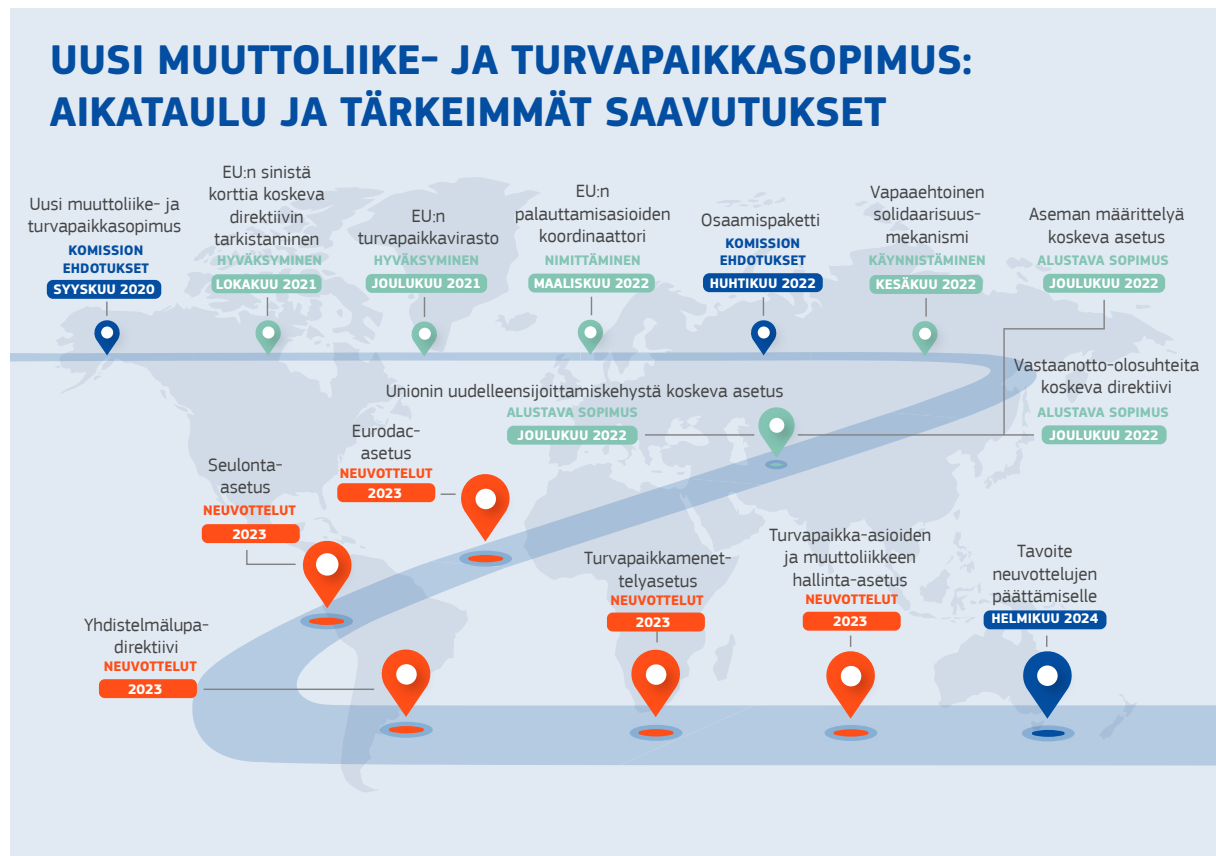 UUSI MUUTTOLIIKE- JA TURVAPAIKKASOPIMUS:
AIKATAULU JA TÄRKEIMMÄT SAAVUTUKSET
Uusi muuttoliike- ja
turvapaikkasopimus
KOMISSION
EHDOTUKSET
SYYSKUU 2020
EU:n sinistä
korttia koskeva
direktiivin
tarkistaminen
HYVÄKSYMINEN
LOKAKUU 2021
EU:n
turvapaikkavirasto
HYVÄKSYMINEN
JOULUKUU 2021
EU:n
palauttamisasioiden
koordinaattori
NIMITTÄMINEN
MAALISKUU 2022
Osaamispaketti
KOMISSION
EHDOTUKSET
HUHTIKUU 2022
Vapaaehtoinen
solidaarisuus-
mekanismi
KÄYNNISTÄMINEN
KESÄKUU 2022
Aseman määrittelyä
koskeva asetus
ALUSTAVA SOPIMUS
JOULUKUU 2022
Vastaanotto-olosuhteita
koskeva direktiivi
ALUSTAVA SOPIMUS
JOULUKUU 2022
Unionin uudelleensijoittamiskehystä koskeva asetus
ALUSTAVA SOPIMUS
JOULUKUU 2022
Eurodac-
asetus
NEUVOTTELUT
2023
Seulonta-
asetus
NEUVOTTELUT
2023
Yhdistelmälupa-
direktiivi
NEUVOTTELUT
2023
Turvapaikkamenet-
telyasetus
NEUVOTTELUT
2023
Turvapaikka-asioiden
ja muuttoliikkeen
hallinta-asetus
NEUVOTTELUT
2023
Tavoite
neuvottelujen
päättämiselle
HELMIKUU 2024